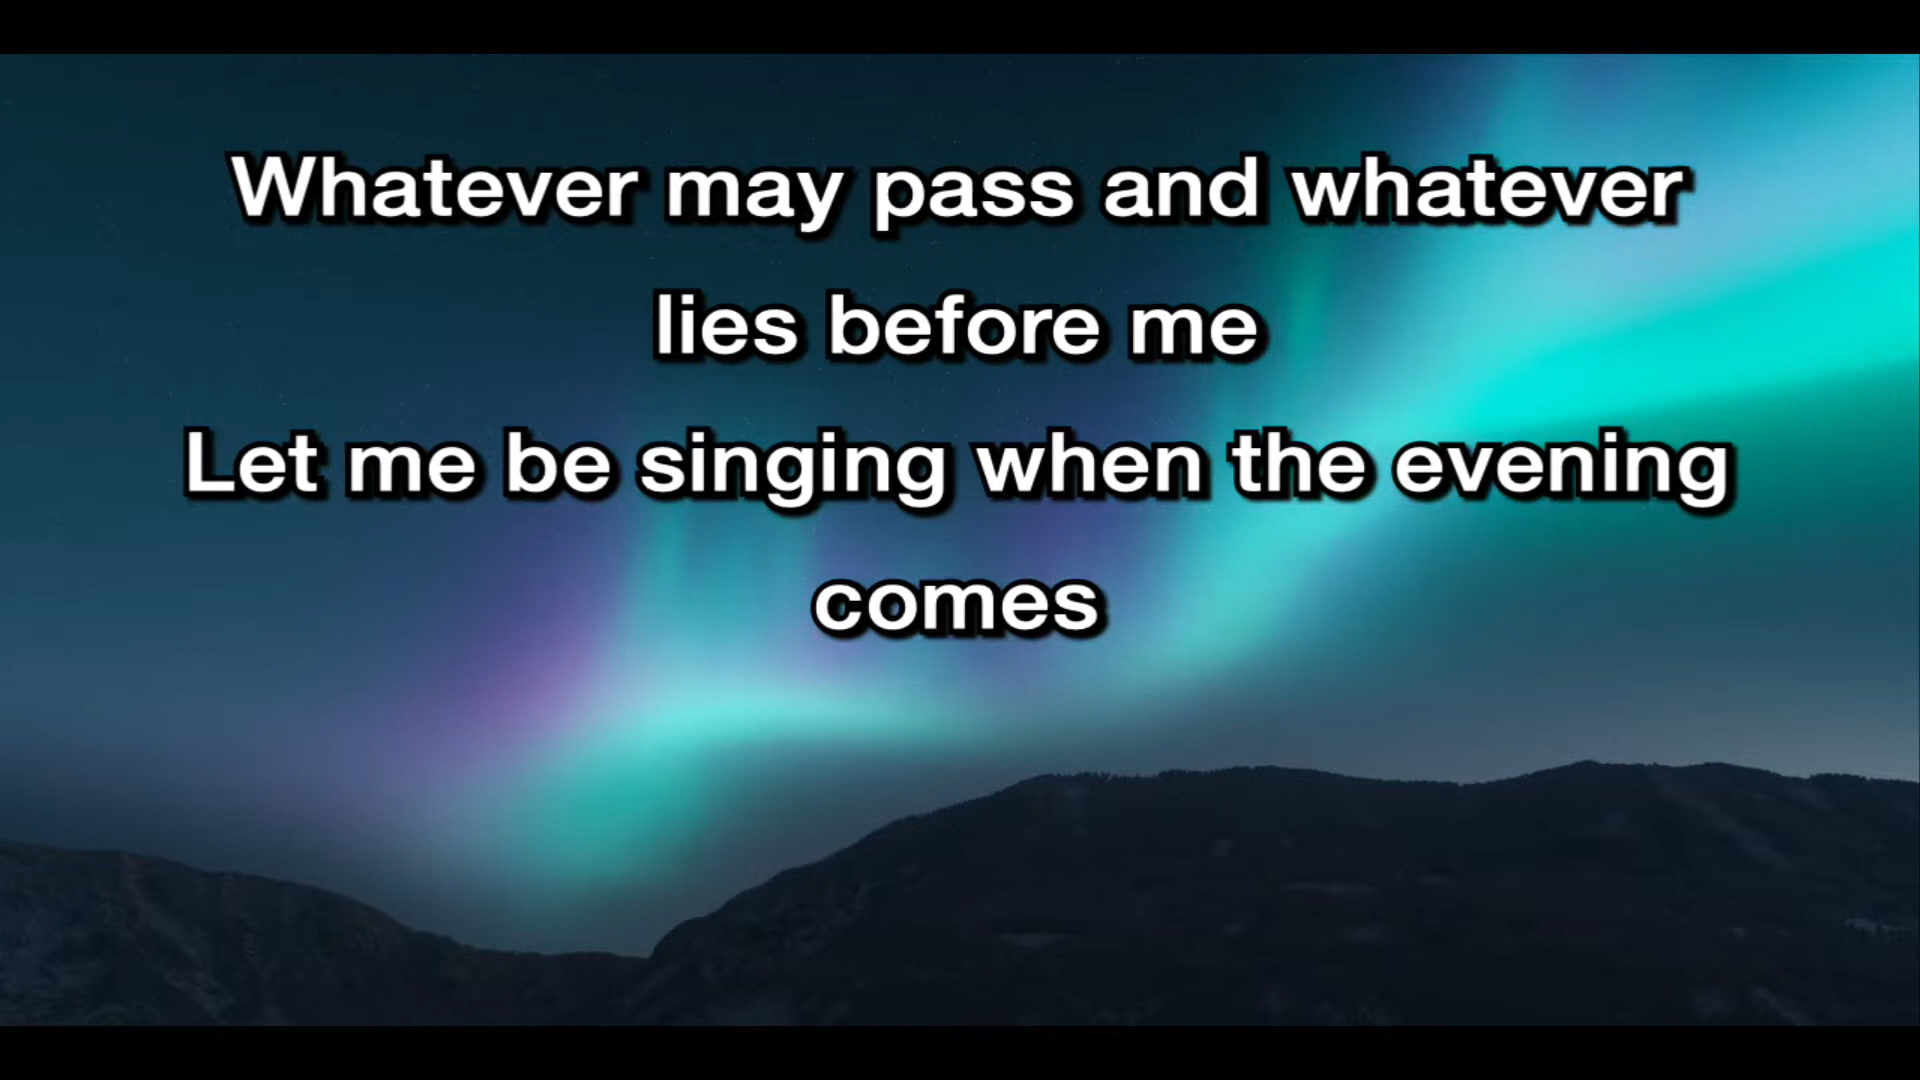 Whatever may pass and whatever
lies before me
Let me be singing when the evening
comes